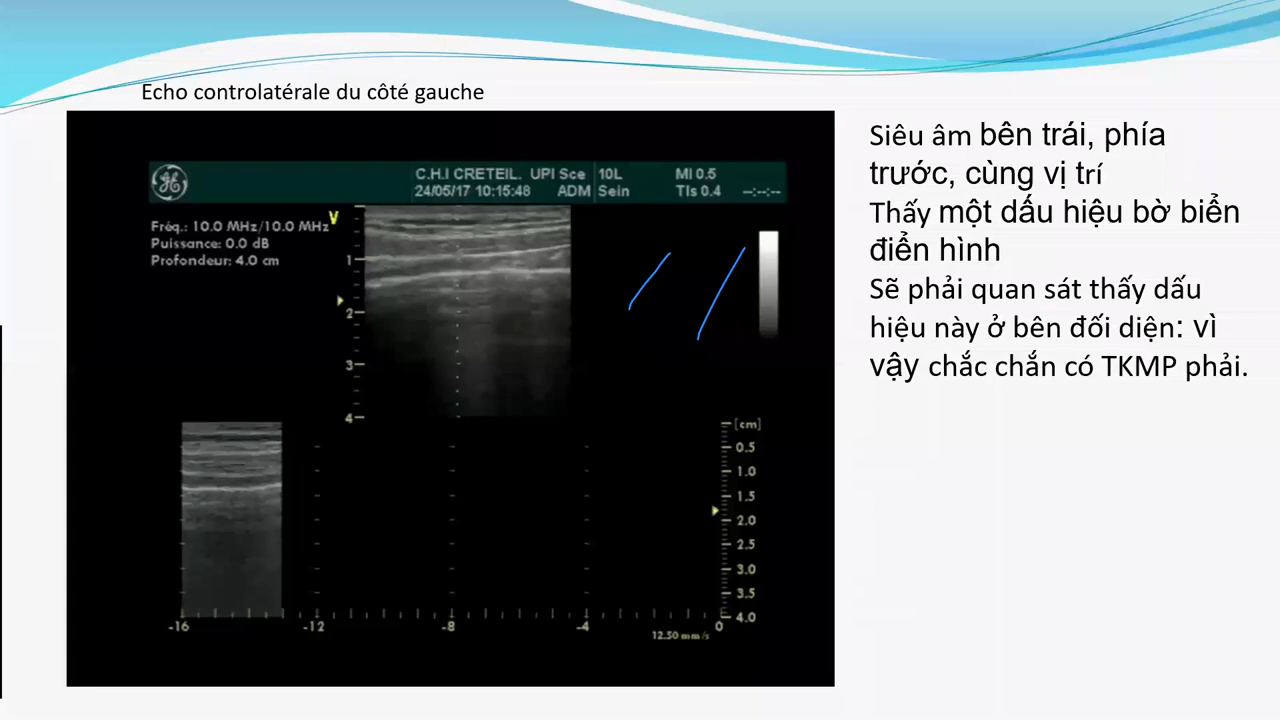 Echo controlatérale du côté gauche
C.H.I CRETEIL. UPI Sce 10L MI 0.5
24/05/17 10:15:48 ADM Sein TIs 0.4 --:--:--
Fréq.: 10.0 MHz/10.0 MHz
Puissance: 0.0 dB
Profondeur: 4.0 cm
V
1
2
3
4
[cm]
0.5
1.0
1.5
2.0
2.5
3.0
3.5
4.0
-16 -12 -8 -4 0
12.50 mm/s
Siêu âm bên trái, phía
trước, cùng vị trí
Thấy một dấu hiệu bờ biển
điển hình
Sẽ phải quan sát thấy dấu
hiệu này ở bên đối diện: vì
vậy chắc chắn có TKMP phải.